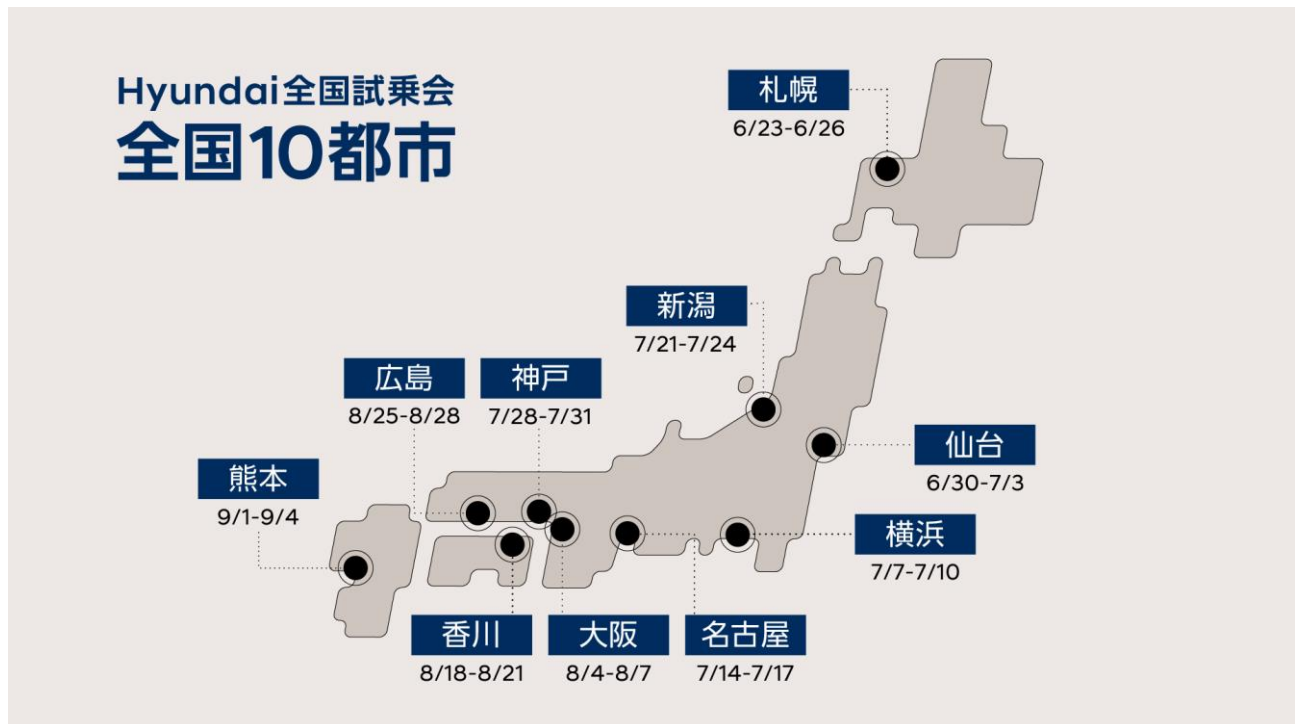 Hyundai全国試乗会
全国10都市
札幌
6/23-6/26
新潟
7/21-7/24
広島
8/25-8/28
神戸
7/28-7/31
仙台
6/30-7/3
熊本
9/1-9/4
横浜
7/7-7/10
香川
8/18-8/21
大阪
8/4-8/7
名古屋
7/14-7/17